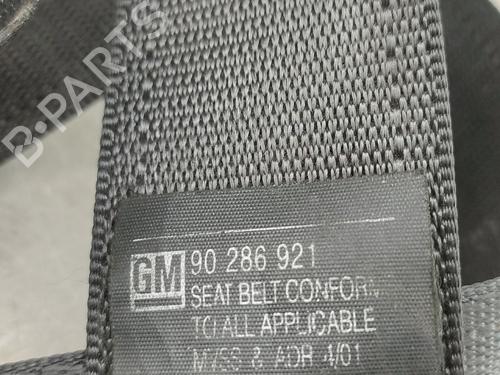 B-PARTS
GM 90 286 921
SEAT BELT CONFORM
TO ALL APPLICABLE
MVSS & ADR 4/01